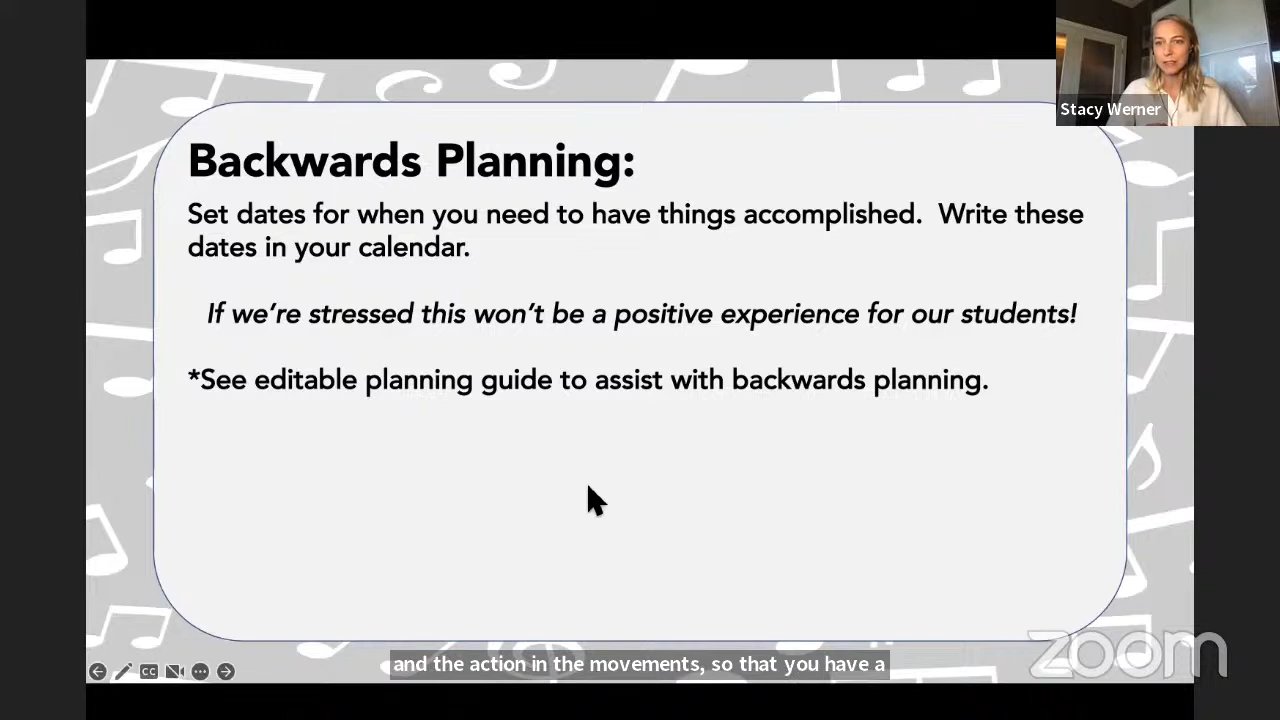 Stacy Werner
Backwards Planning:
Set dates for when you need to have things accomplished.  Write these
dates in your calendar.
If we're stressed this won't be a positive experience for our students!
*See editable planning guide to assist with backwards planning.
zoom
CC
and the action in the movements, so that you have a